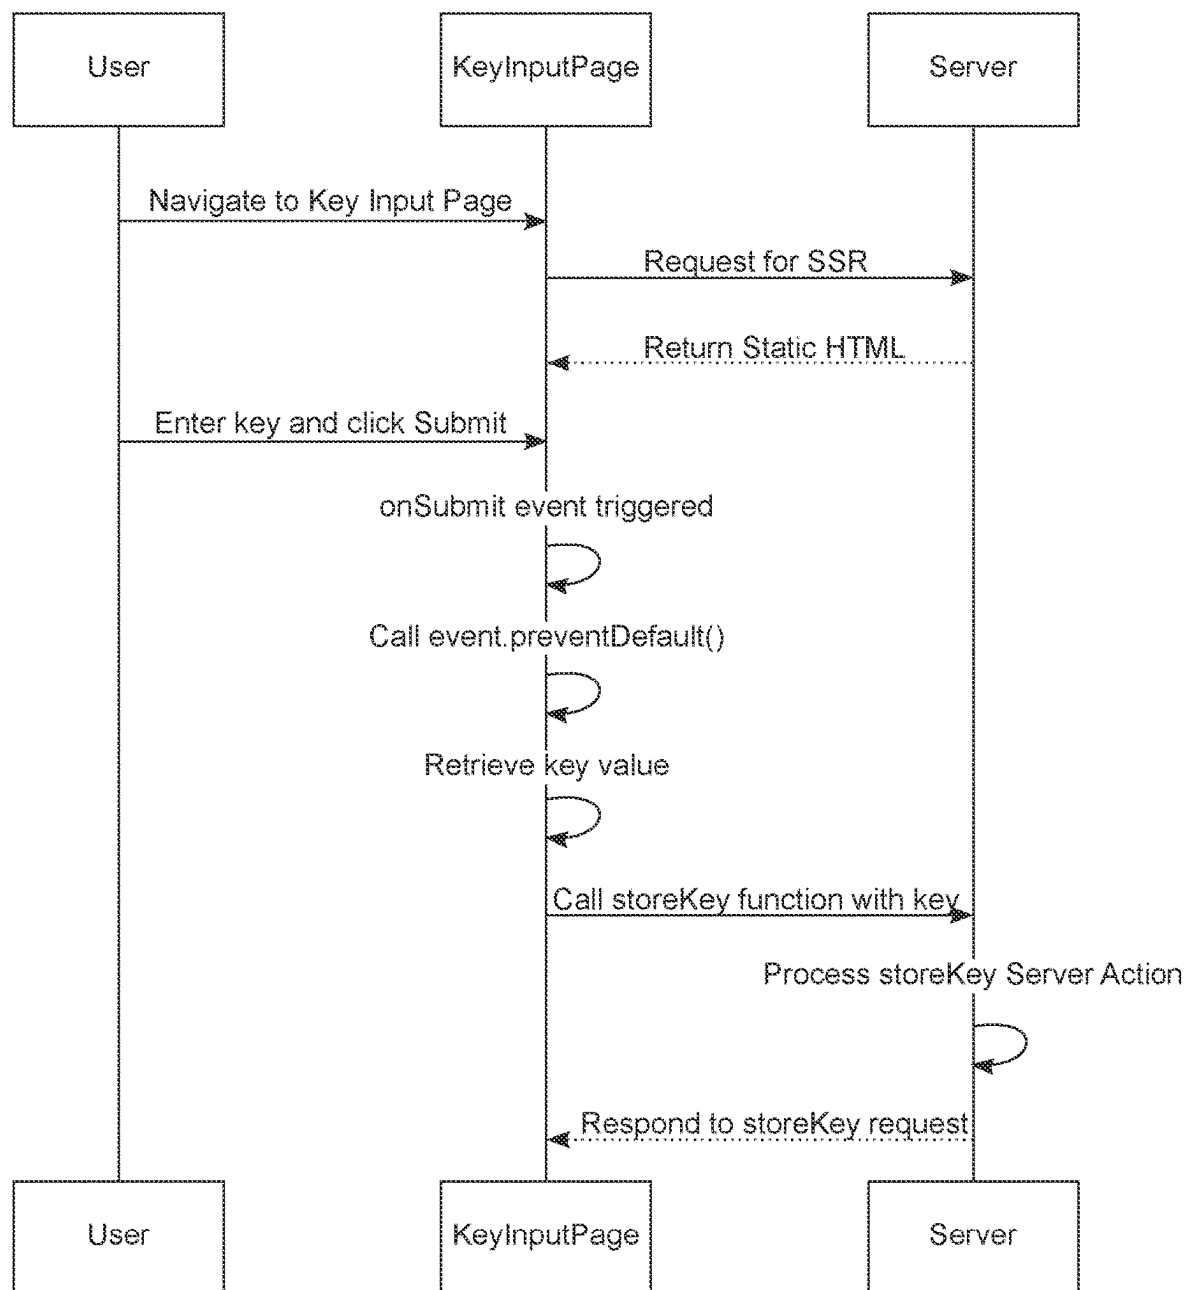 User
KeyInputPage
Server
Navigate to Key Input Page
Request for SSR
Return Static HTML
Enter key and click Submit
onSubmit event triggered
Call event.preventDefault()
Retrieve key value
Call storeKey function with key
Process storeKey Server Action
Respond to storeKey request
User
KeyInputPage
Server